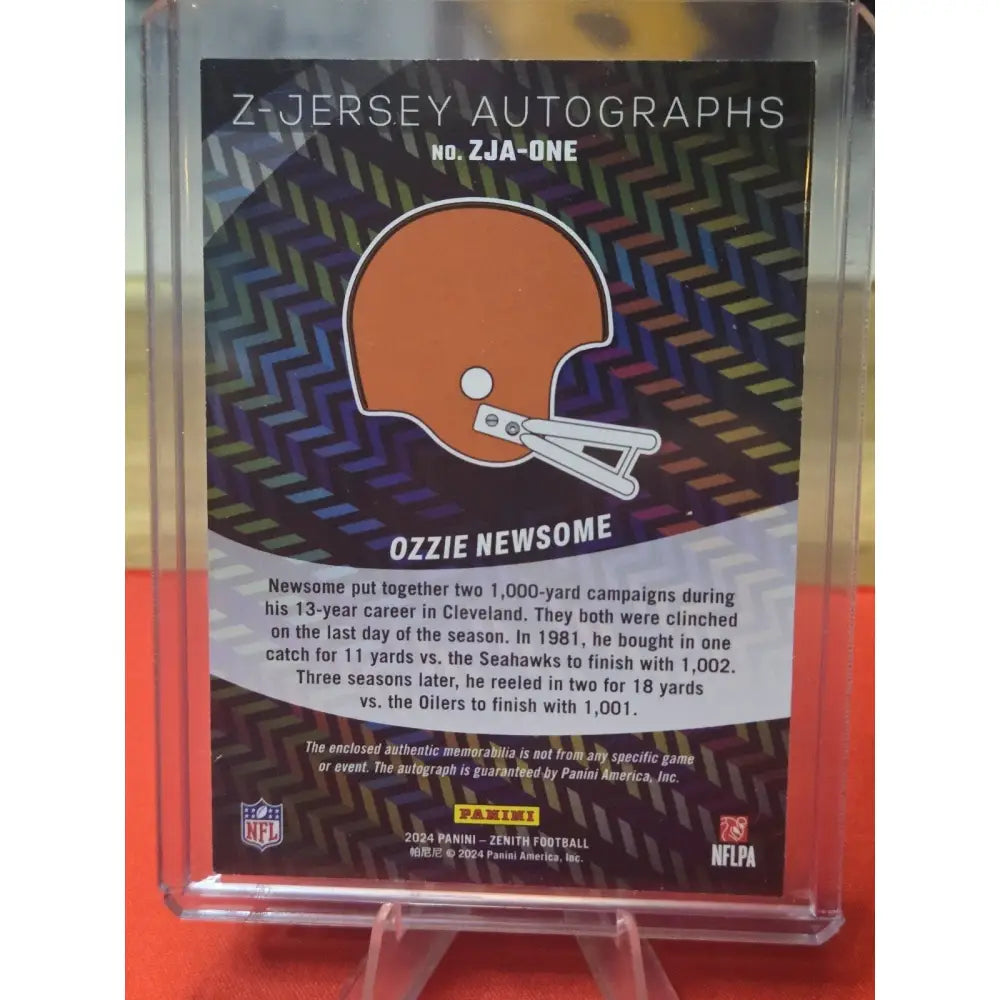 Z-JERSEY AUTOGRAPHS
NO. ZJA-ONE
OZZIE NEWSOME
Newsome put together two 1,000-yard campaigns during
his 13-year career in Cleveland. They both were clinched
on the last day of the season. In 1981, he bought in one
catch for 11 yards vs. the Seahawks to finish with 1,002.
Three seasons later, he reeled in two for 18 yards
vs. the Oilers to finish with 1,001.
The enclosed authentic memorabilia is not from any specific game
or event. The autograph is guaranteed by Panini America, Inc.
NFL
PANINI
2024 PANINI – ZENITH FOOTBALL
帕尼尼 © 2024 Panini America, Inc.
NFLPA